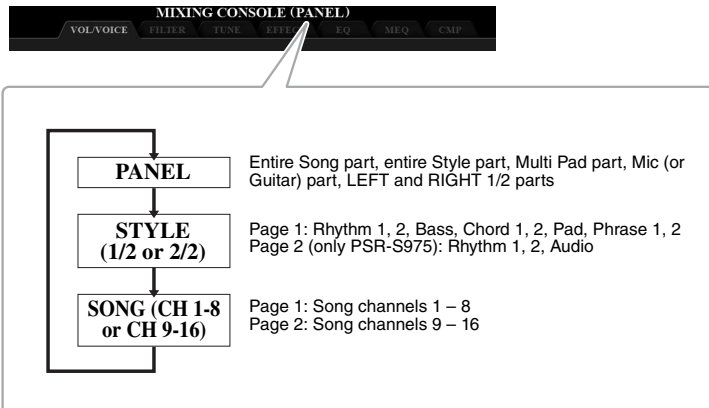 MIXING CONSOLE (PANEL)
VOL/VOICE FILTER TUNE EFFECT EQ MEQ CMP
PANEL
Entire Song part, entire Style part, Multi Pad part, Mic (or
Guitar) part, LEFT and RIGHT 1/2 parts
STYLE
(1/2 or 2/2)
Page 1: Rhythm 1, 2, Bass, Chord 1, 2, Pad, Phrase 1, 2
Page 2 (only PSR-S975): Rhythm 1, 2, Audio
SONG (CH 1-8
or CH 9-16)
Page 1: Song channels 1 – 8
Page 2: Song channels 9 – 16